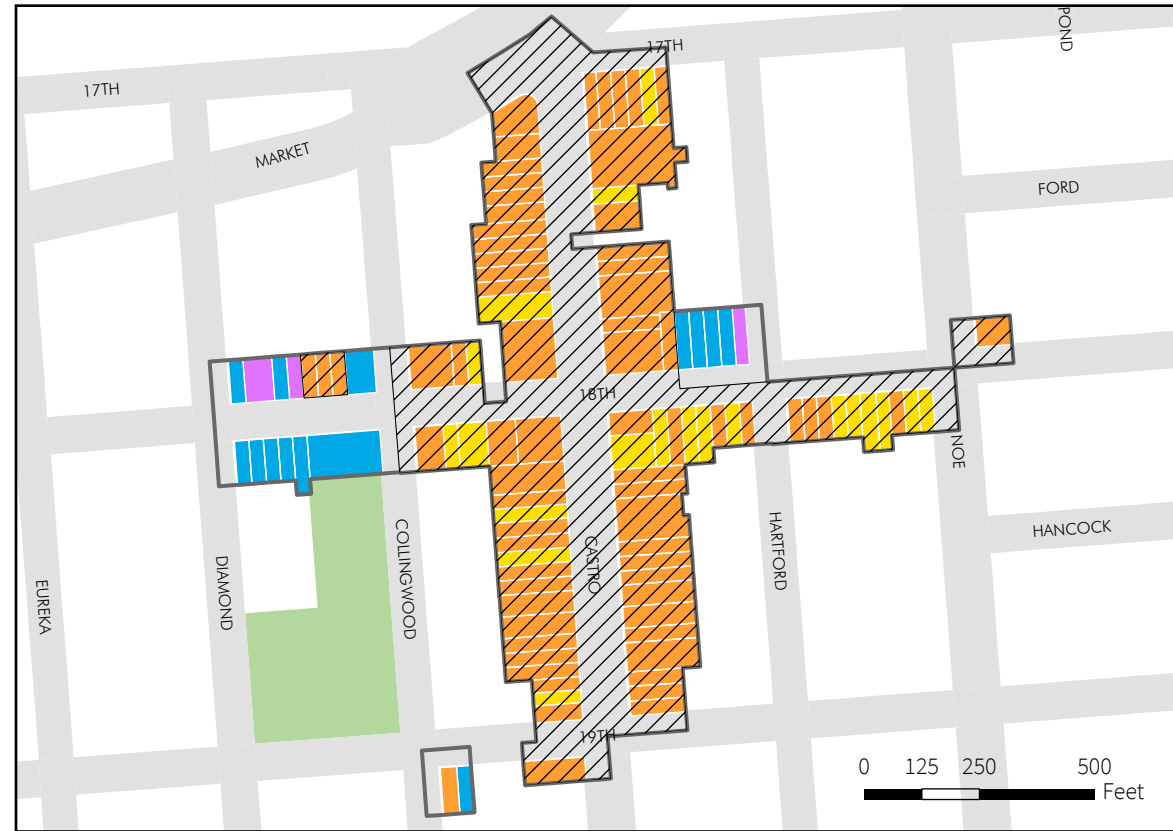 POND
17TH
17TH
MARKET
FORD
18TH
NOE
HANCOCK
COLLINGWOOD
CASTRO
HARTFORD
DIAMOND
EUREKA
19TH
0 125 250 500
Feet